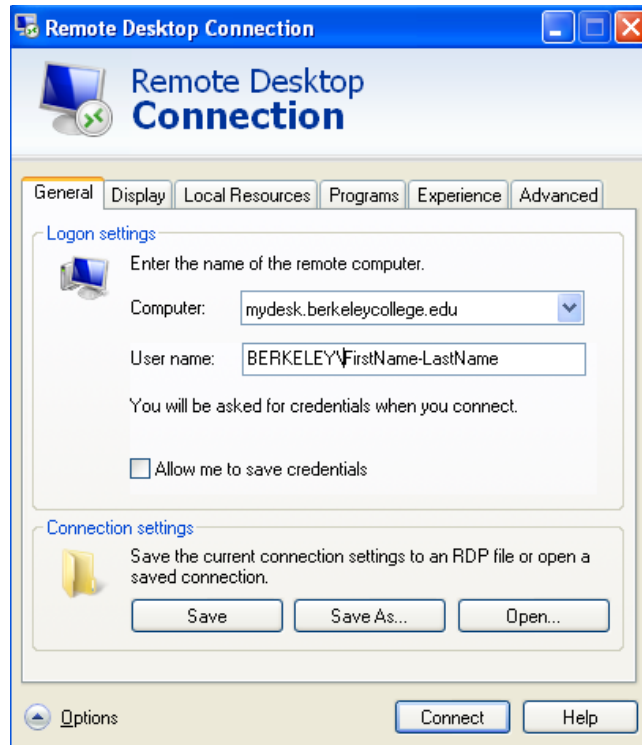 Remote Desktop Connection
Remote Desktop
Connection
General Display Local Resources Programs Experience Advanced
Logon settings
Enter the name of the remote computer.
Computer: mydesk.berkeleycollege.edu
User name: BERKELEY\FirstName-LastName
You will be asked for credentials when you connect.
Allow me to save credentials
Connection settings
Save the current connection settings to an RDP file or open a
saved connection.
Save Save As... Open...
Options Connect Help